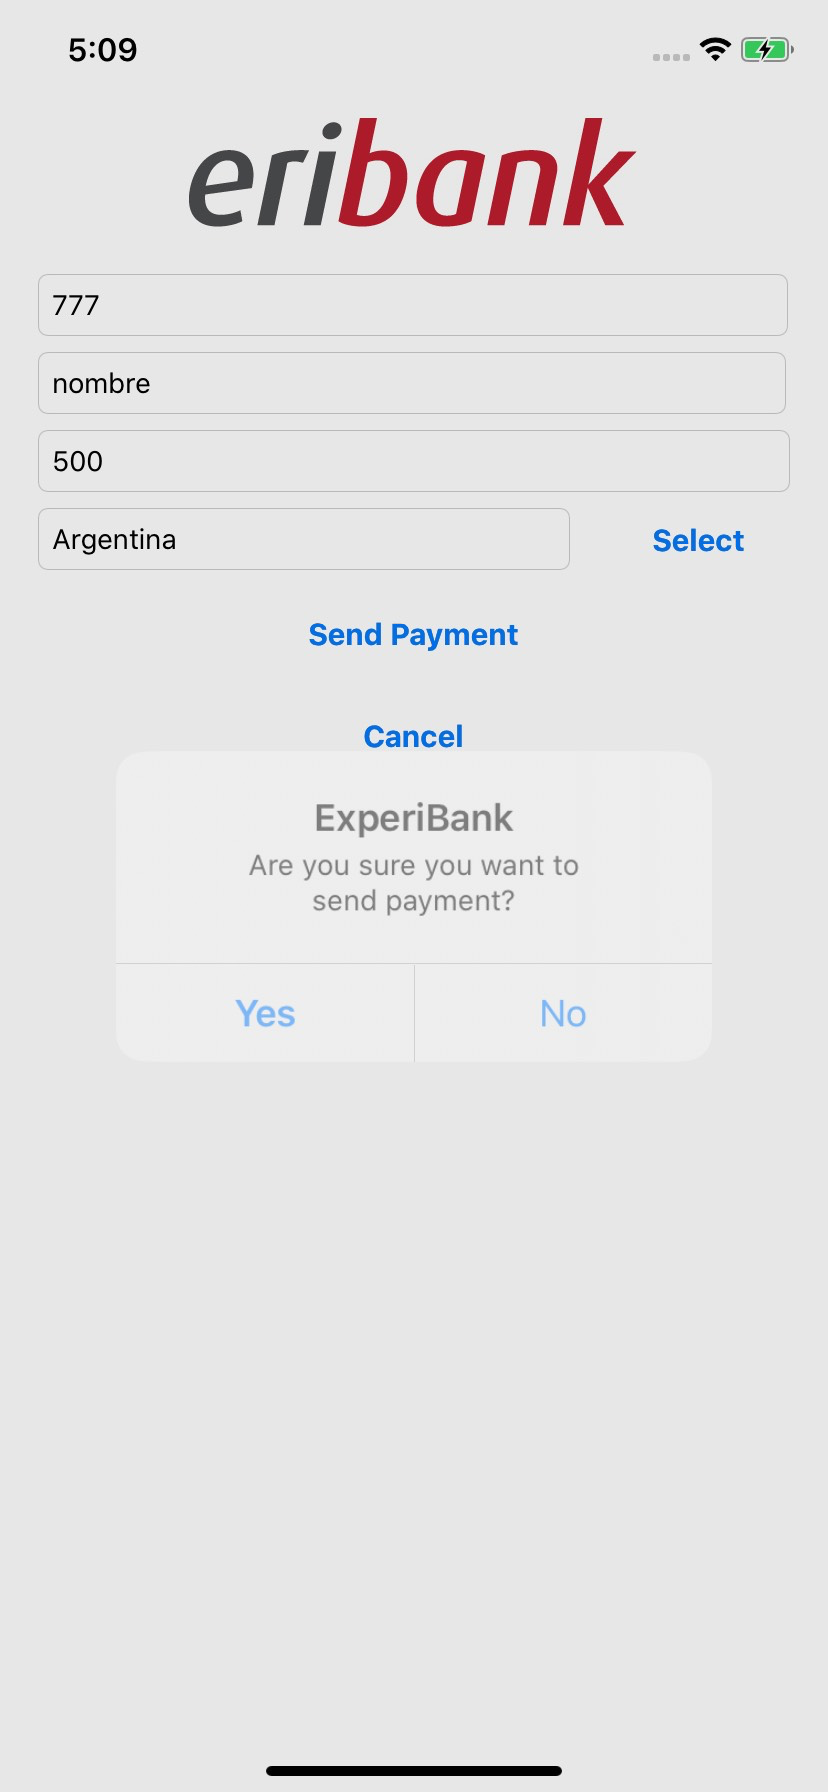 5:09
eribank
777
nombre
500
Argentina
Select
Send Payment
Cancel
ExperiBank
Are you sure you want to
send payment?
Yes
No